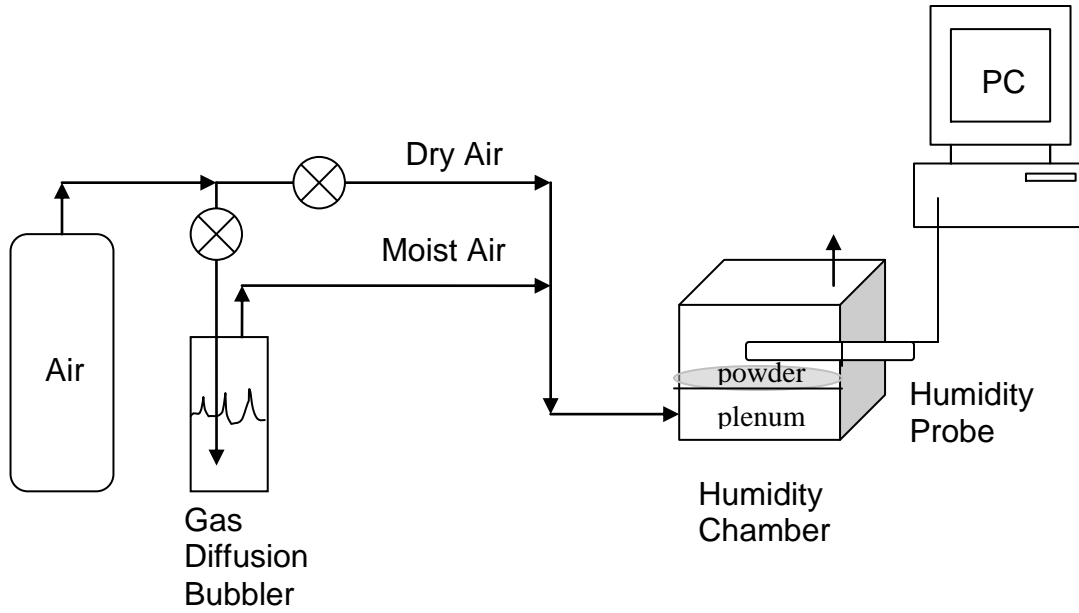 PC
Dry Air
Moist Air
Air
powder
plenum
Humidity
Probe
Humidity
Chamber
Gas
Diffusion
Bubbler